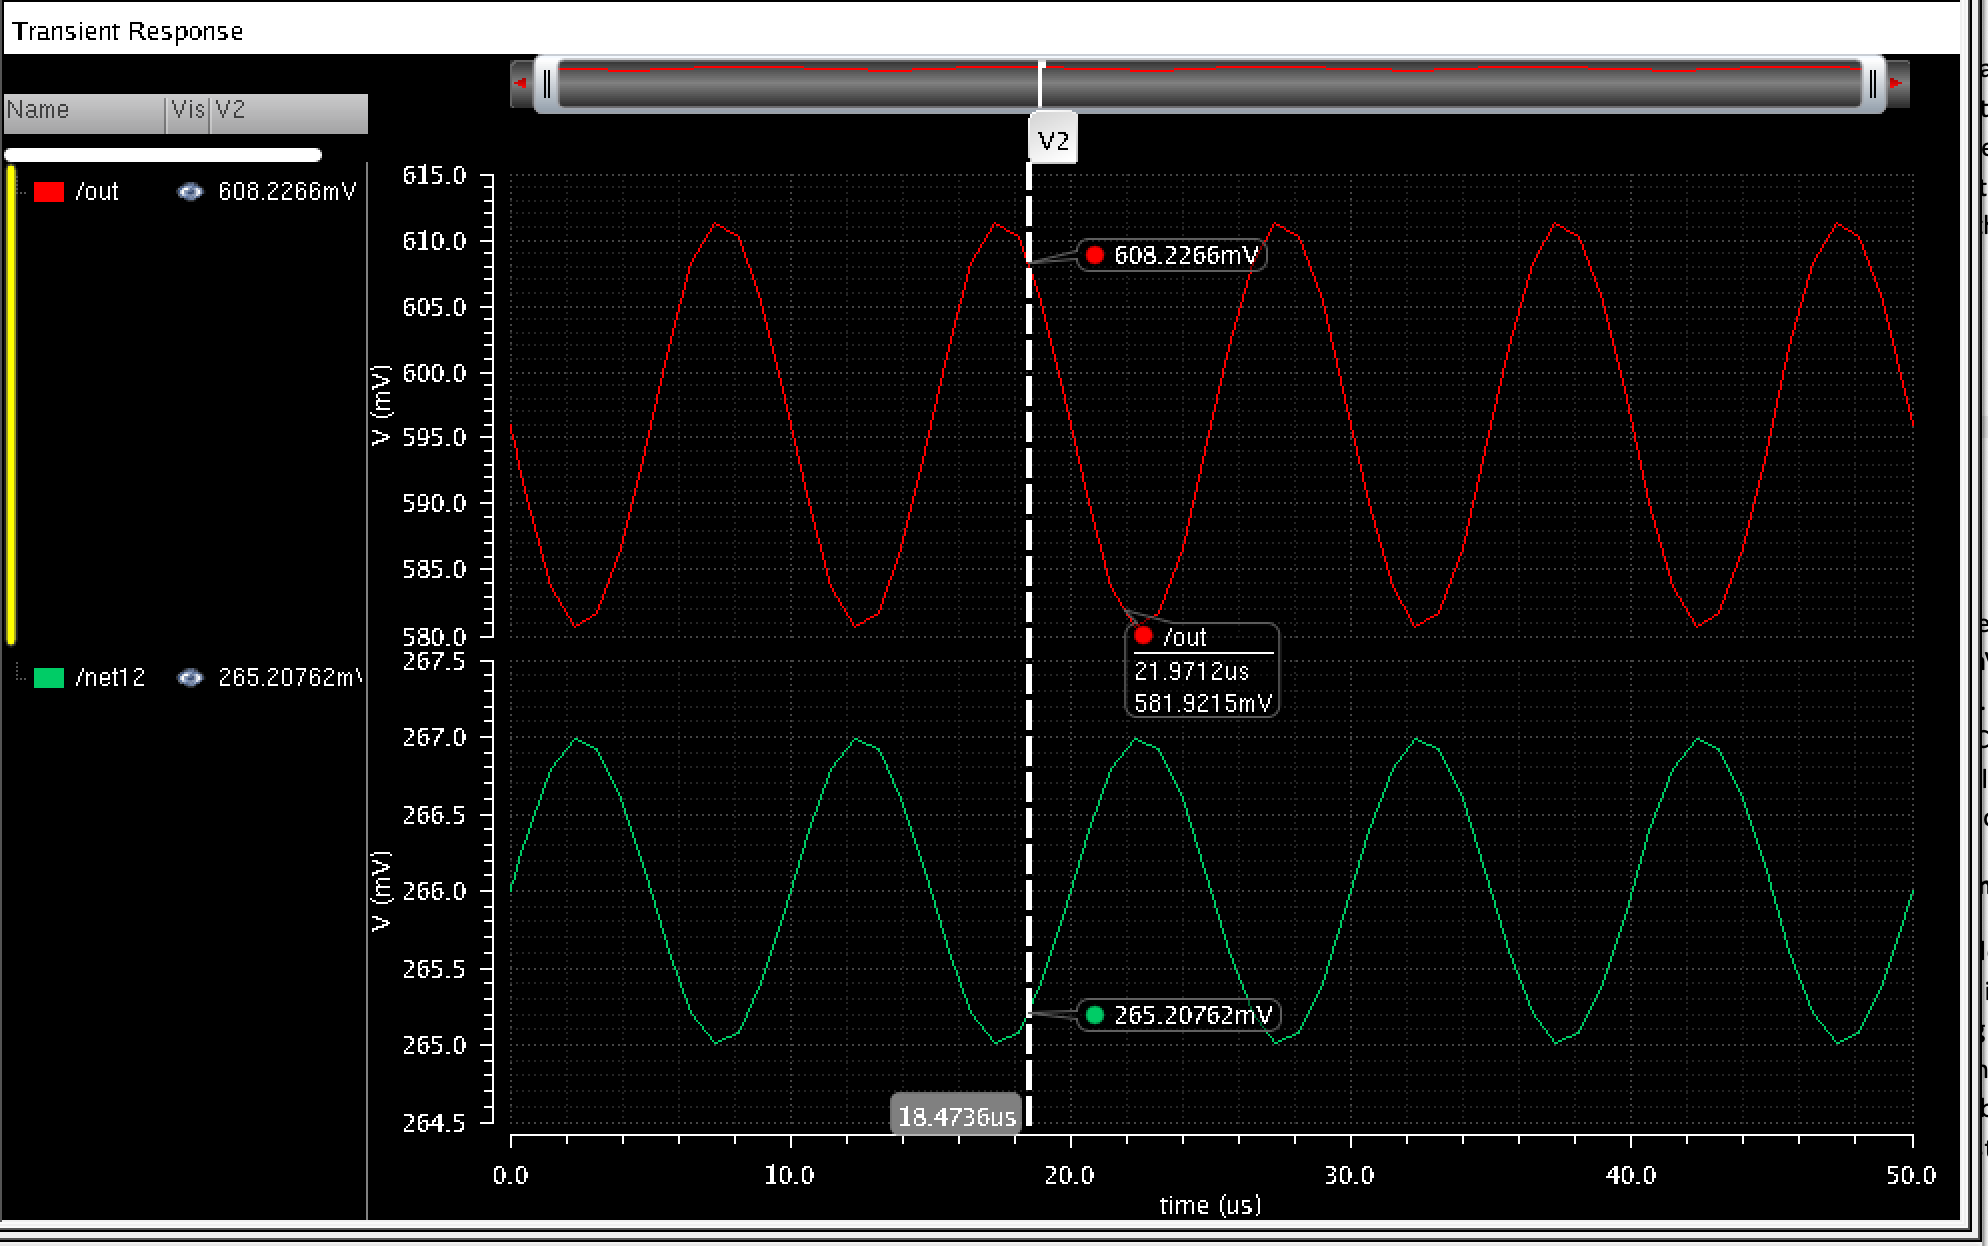 Transient Response
Name Vis V2
V2
/out 608.2266mV
/net12 265.20762mV
615.0
610.0
605.0
600.0
595.0
590.0
585.0
580.0
V (mV)
608.2266mV
/out
21.9712us
581.9215mV
267.5
267.0
266.5
266.0
265.5
265.0
264.5
V (mV)
265.20762mV
18.4736us
0.0 10.0 20.0 30.0 40.0 50.0
time (us)